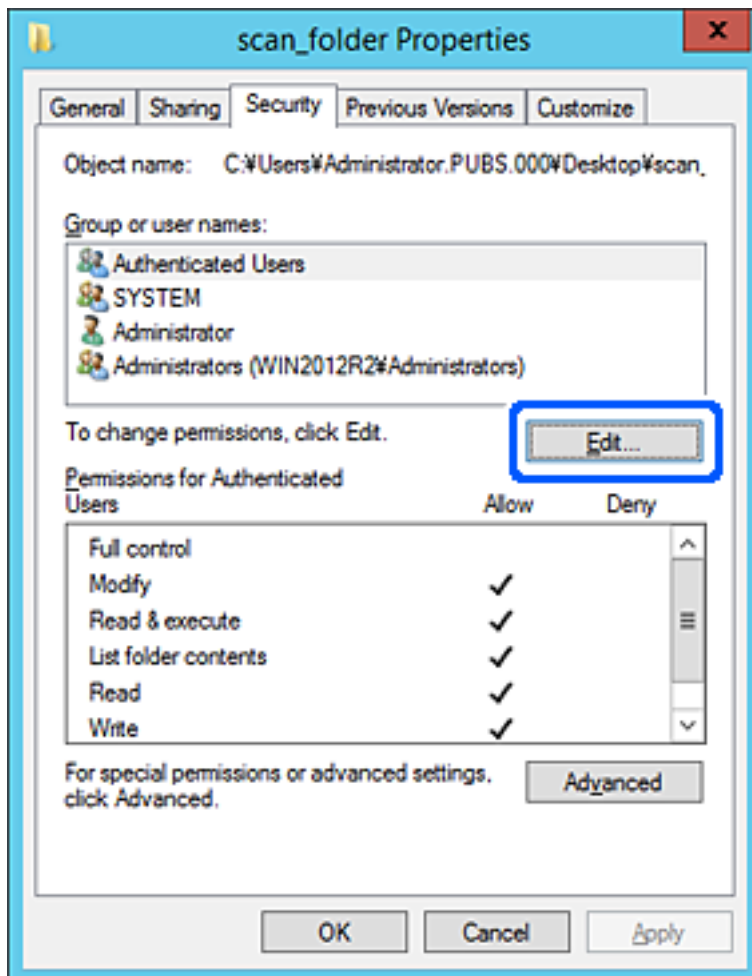 scan_folder Properties
General Sharing Security Previous Versions Customize
Object name: C:¥Users¥Administrator.PUBS.000¥Desktop¥scan_
Group or user names:
Authenticated Users
SYSTEM
Administrator
Administrators (WIN2012R2¥Administrators)
To change permissions, click Edit.
Edit...
Permissions for Authenticated
Users Allow Deny
Full control
Modify
Read & execute
List folder contents
Read
Write
For special permissions or advanced settings,
click Advanced.
Advanced
OK Cancel Apply